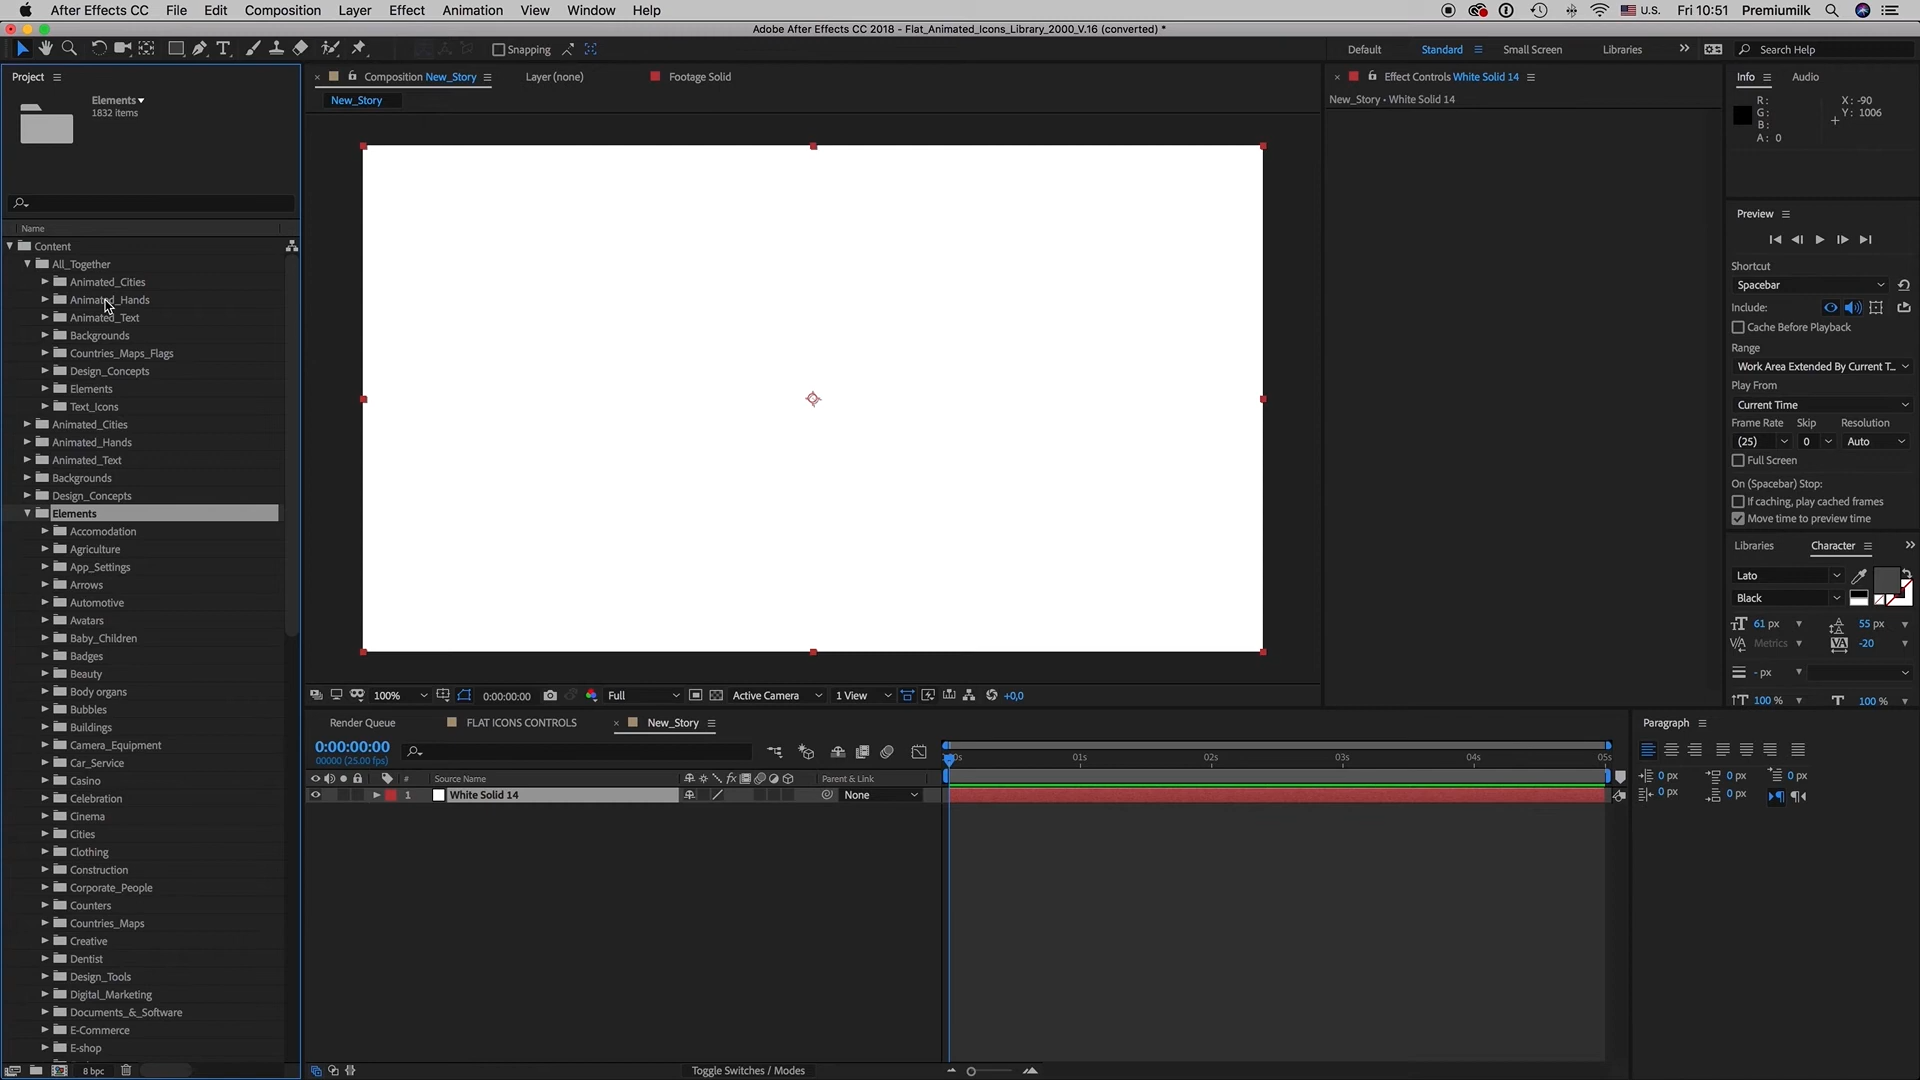 After Effects CC File Edit Composition Layer Effect Animation View Window Help U.S. Fri 10:51 Premiumilk
Adobe After Effects CC 2018 - Flat_Animated_Icons_Library_2000_V.16 (converted) *
Snapping Default Standard Small Screen Libraries Search Help
Project
Elements
1832 items
Name
Content
All_Together
Animated_Cities
Animated_Hands
Animated_Text
Backgrounds
Countries_Maps_Flags
Design_Concepts
Elements
Text_Icons
Animated_Cities
Animated_Hands
Animated_Text
Backgrounds
Design_Concepts
Elements
Accomodation
Agriculture
App_Settings
Arrows
Automotive
Avatars
Baby_Children
Badges
Beauty
Body organs
Bubbles
Buildings
Camera_Equipment
Car_Service
Casino
Celebration
Cinema
Cities
Clothing
Construction
Corporate_People
Counters
Countries_Maps
Creative
Dentist
Design_Tools
Digital_Marketing
Documents_&_Software
E-Commerce
E-shop
8 bpc
Composition New_Story Layer (none) Footage Solid
New_Story
100% 0:00:00:00 Full Active Camera 1 View +0,0
Effect Controls White Solid 14
New_Story • White Solid 14
Info Audio
R: X: -90
G: Y: 1006
B:
A: 0
Preview
Shortcut
Spacebar
Include:
Cache Before Playback
Range
Work Area Extended By Current T...
Play From
Current Time
Frame Rate Skip Resolution
(25) 0 Auto
Full Screen
On (Spacebar) Stop:
If caching, play cached frames
Move time to preview time
Libraries Character
Lato
Black
61 px 55 px
Metrics -20
- px
100 % 100 %
Render Queue FLAT ICONS CONTROLS New_Story
0:00:00:00
00000 (25.00 fps)
# Source Name Parent & Link
1 White Solid 14 None
01s 02s 03s 04s 05s
Toggle Switches / Modes
Paragraph
0 px 0 px 0 px
0 px 0 px